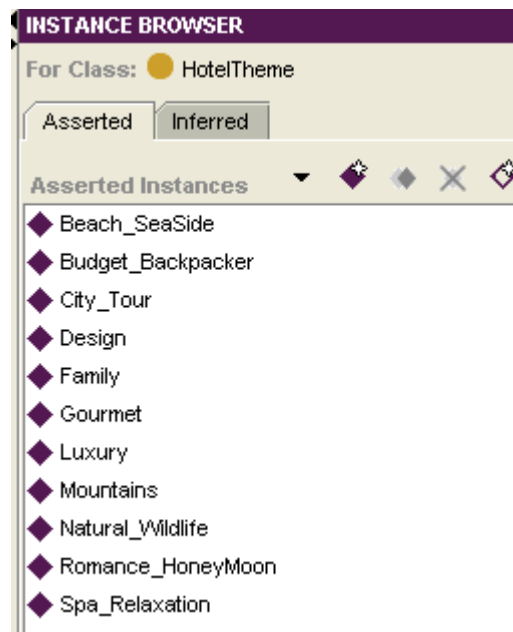 INSTANCE BROWSER
For Class: HotelTheme
Asserted Inferred
Asserted Instances
Beach_SeaSide
Budget_Backpacker
City_Tour
Design
Family
Gourmet
Luxury
Mountains
Natural_Wildlife
Romance_HoneyMoon
Spa_Relaxation